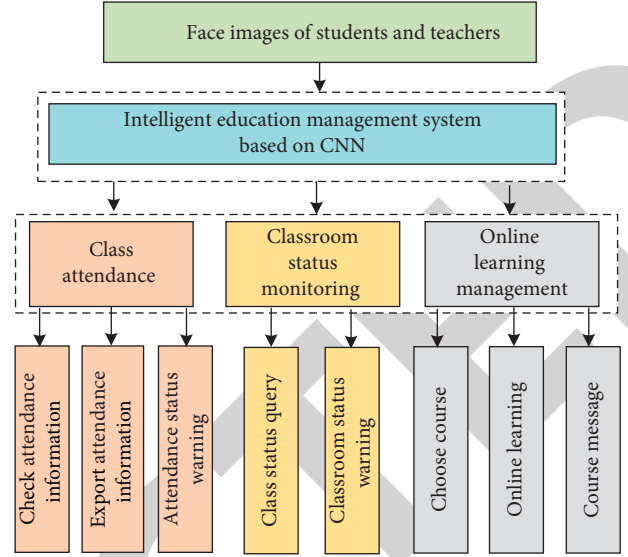 Face images of students and teachers
Intelligent education management system
based on CNN
Class
attendance
Classroom
status
monitoring
Online
learning
management
Check attendance
information
Export attendance
information
Attendance status
warning
Class status query
Classroom status
warning
Choose course
Online learning
Course message